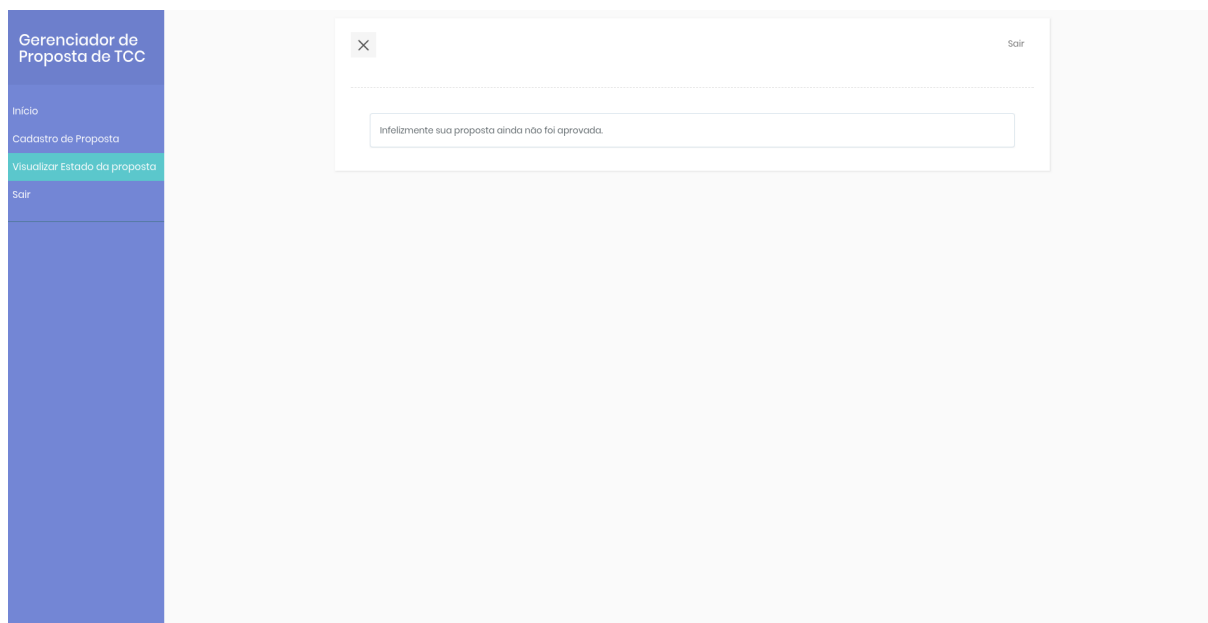 Gerenciador de
Proposta de TCC
Início
Cadastro de Proposta
Visualizar Estado da proposta
Sair
Sair
Infelizmente sua proposta ainda não foi aprovada.